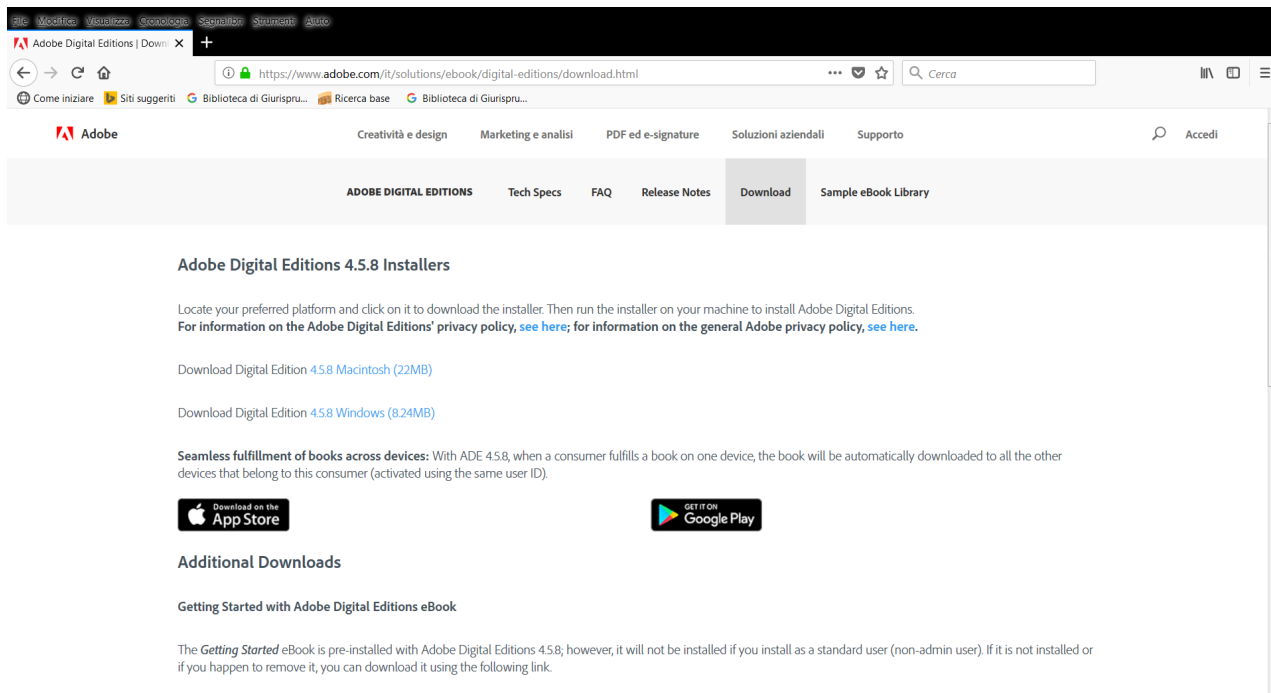 File Modifica Visualizza Cronologia Segnalibri Strumenti Aiuto
Adobe Digital Editions | Downl
https://www.adobe.com/it/solutions/ebook/digital-editions/download.html
Cerca
Come iniziare Siti suggeriti Biblioteca di Giurispru... Ricerca base Biblioteca di Giurispru...
Adobe Creatività e design Marketing e analisi PDF ed e-signature Soluzioni aziendali Supporto Accedi
ADOBE DIGITAL EDITIONS Tech Specs FAQ Release Notes Download Sample eBook Library
Adobe Digital Editions 4.5.8 Installers
Locate your preferred platform and click on it to download the installer. Then run the installer on your machine to install Adobe Digital Editions.
For information on the Adobe Digital Editions' privacy policy, see here; for information on the general Adobe privacy policy, see here.
Download Digital Edition 4.5.8 Macintosh (22MB)
Download Digital Edition 4.5.8 Windows (8.24MB)
Seamless fulfillment of books across devices: With ADE 4.5.8, when a consumer fulfills a book on one device, the book will be automatically downloaded to all the other
devices that belong to this consumer (activated using the same user ID).
Download on the
App Store
GET IT ON
Google Play
Additional Downloads
Getting Started with Adobe Digital Editions eBook
The Getting Started eBook is pre-installed with Adobe Digital Editions 4.5.8; however, it will not be installed if you install as a standard user (non-admin user). If it is not installed or
if you happen to remove it, you can download it using the following link.